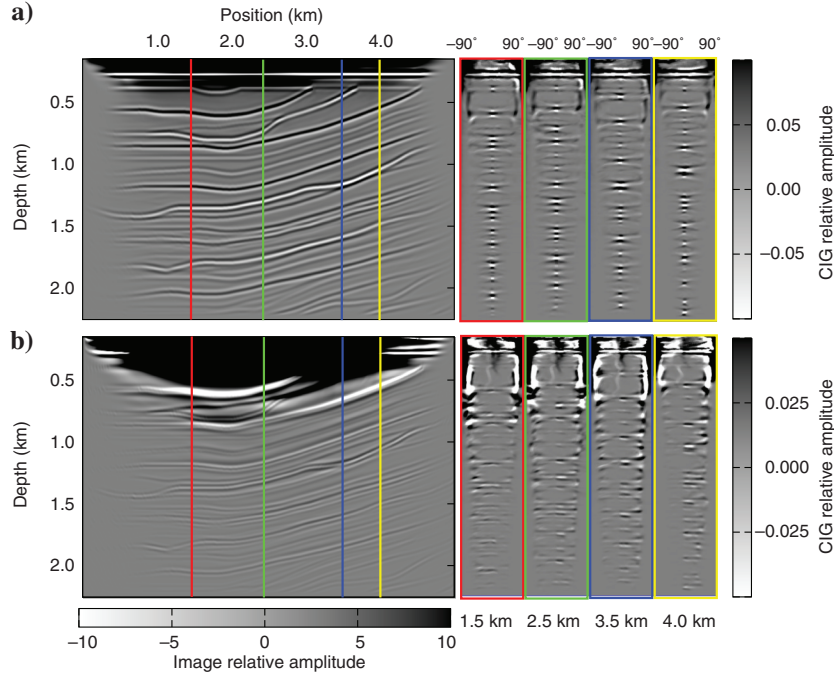 a)
Position (km)
1.0 2.0 3.0 4.0
–90° 90° –90° 90° –90° 90° –90° 90°
Depth (km)
0.5
1.0
1.5
2.0
0.05
0.00
–0.05
CIG relative amplitude
b)
Depth (km)
0.5
1.0
1.5
2.0
0.025
0.000
–0.025
CIG relative amplitude
1.5 km 2.5 km 3.5 km 4.0 km
–10 –5 0 5 10
Image relative amplitude